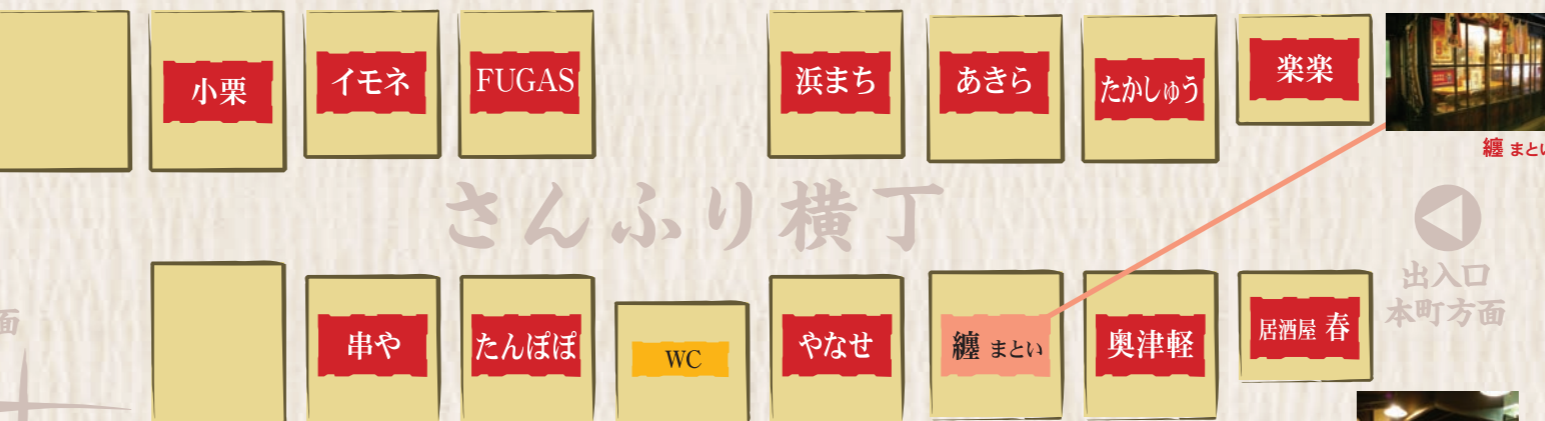 小栗
イモネ
FUGAS
浜まち
あきら
たかしゅう
楽楽
纏 まとい
さんふり横丁
出入口
本町方面
面
串や
たんぽぽ
WC
やなせ
纏 まとい
奥津軽
居酒屋 春